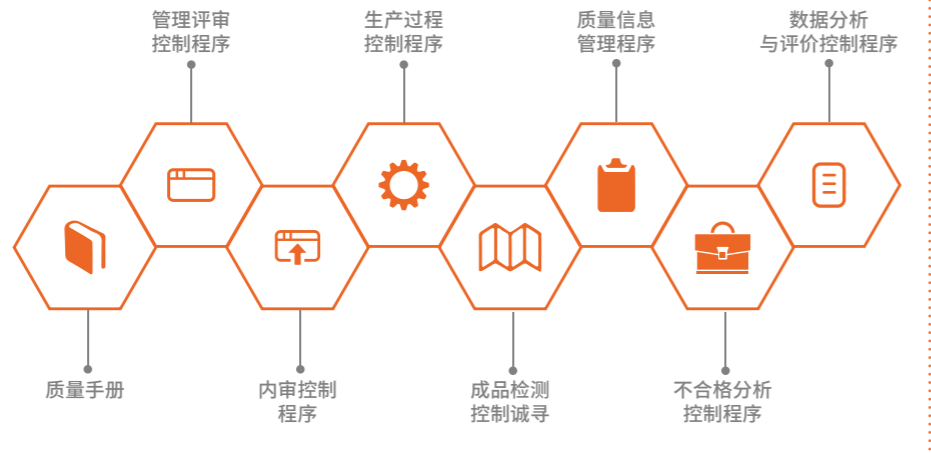 管理评审
控制程序
生产过程
控制程序
质量信息
管理程序
数据分析
与评价控制程序
质量手册
内审控制
程序
成品检测
控制诚寻
不合格分析
控制程序